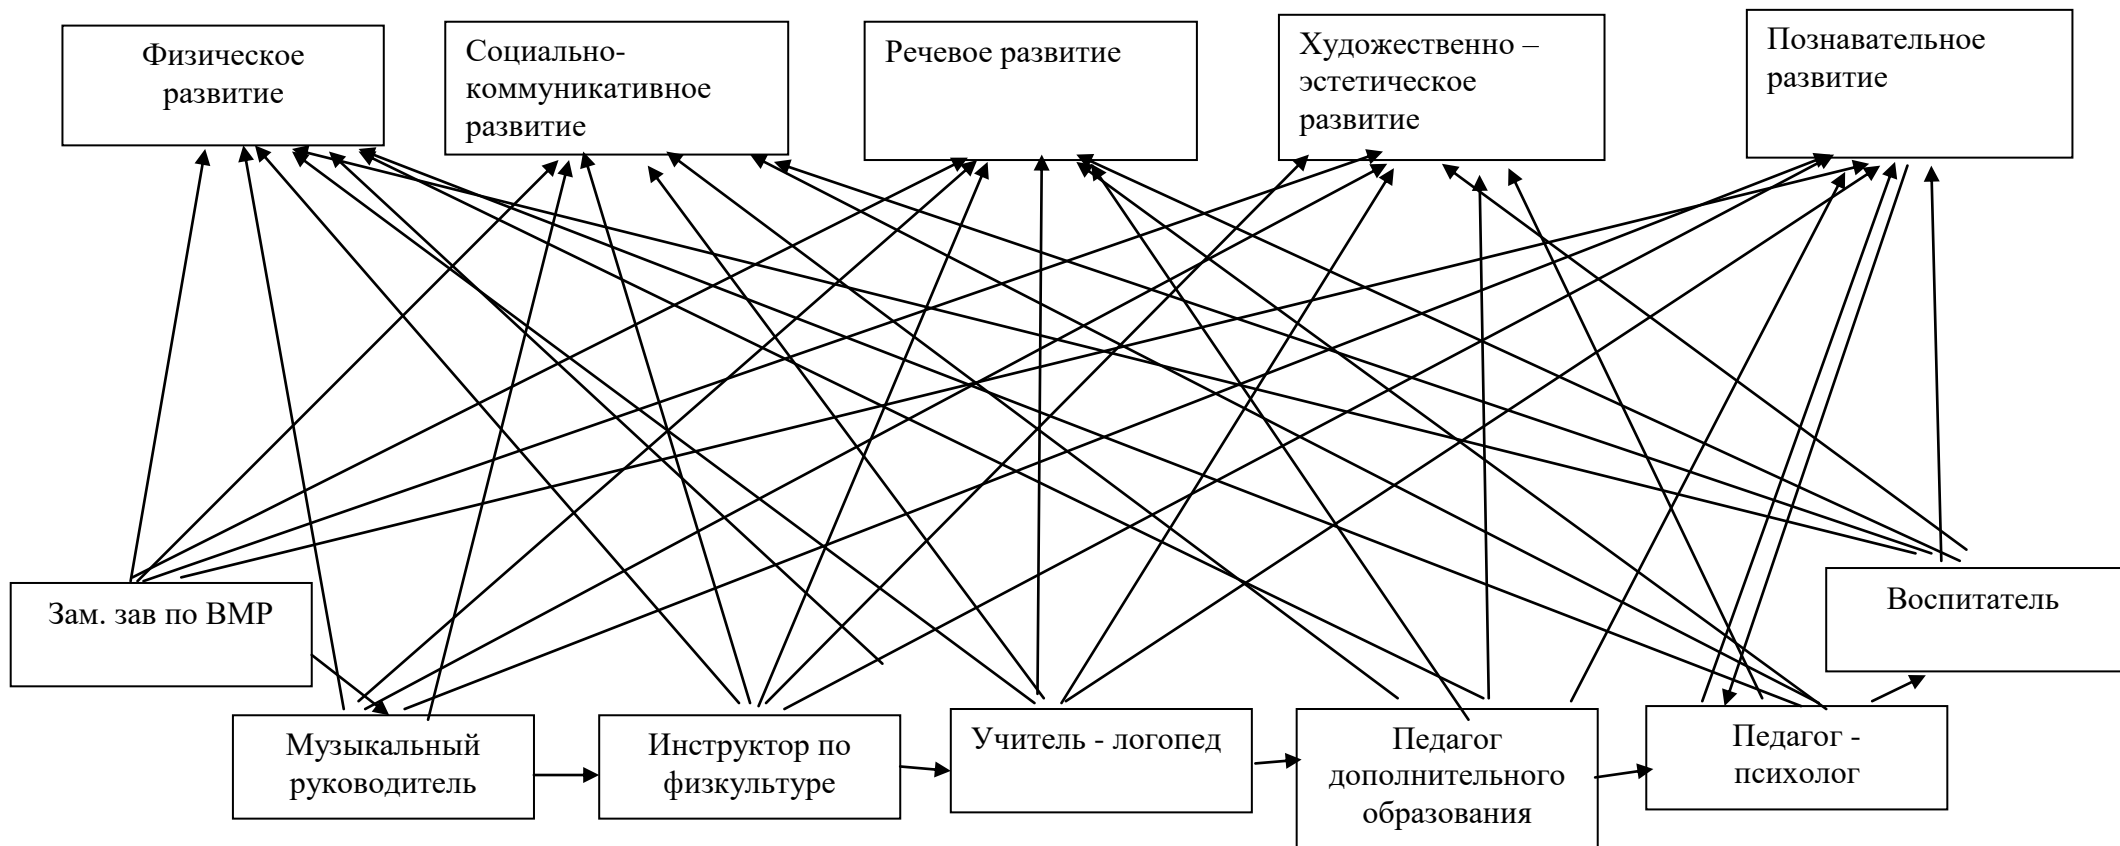 Физическое
развитие
Социально-
коммуникативное
развитие
Речевое развитие
Художественно –
эстетическое
развитие
Познавательное
развитие
Зам. зав по ВМР
Воспитатель
Музыкальный
руководитель
Инструктор по
физкультуре
Учитель - логопед
Педагог
дополнительного
образования
Педагог -
психолог